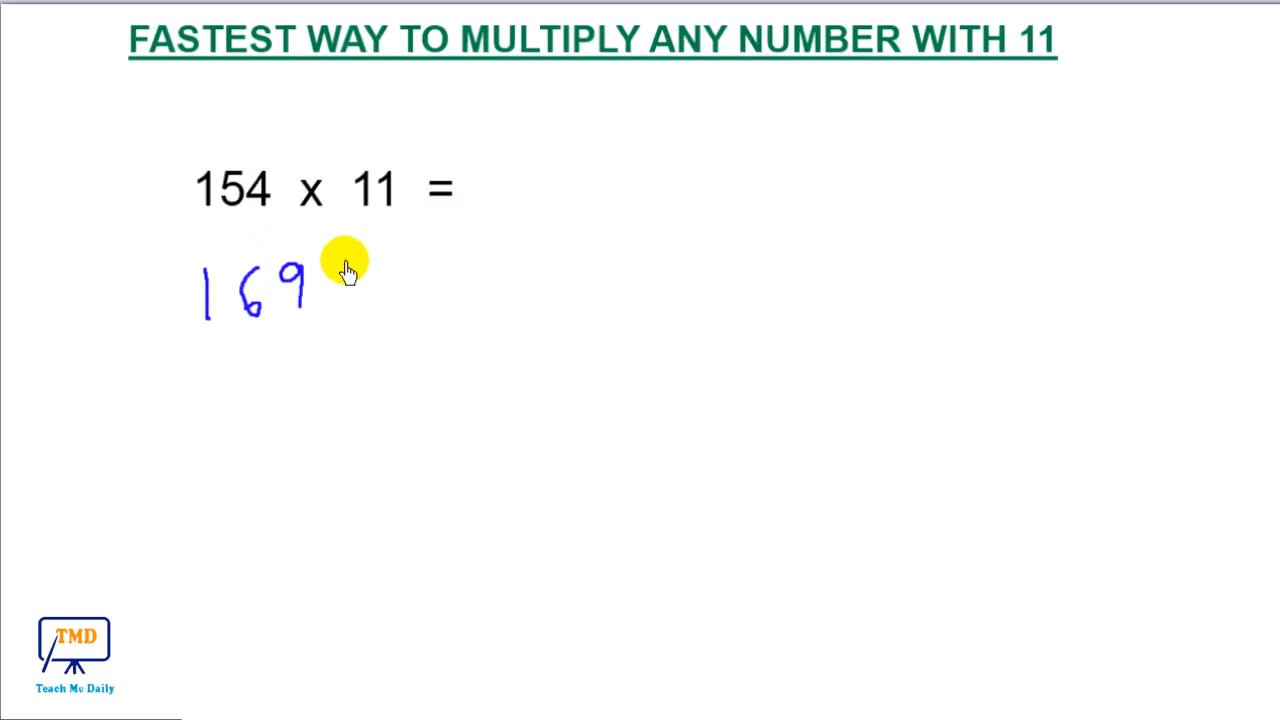 FASTEST WAY TO MULTIPLY ANY NUMBER WITH 11
154 x 11 =
169
TMD
Teach Me Daily